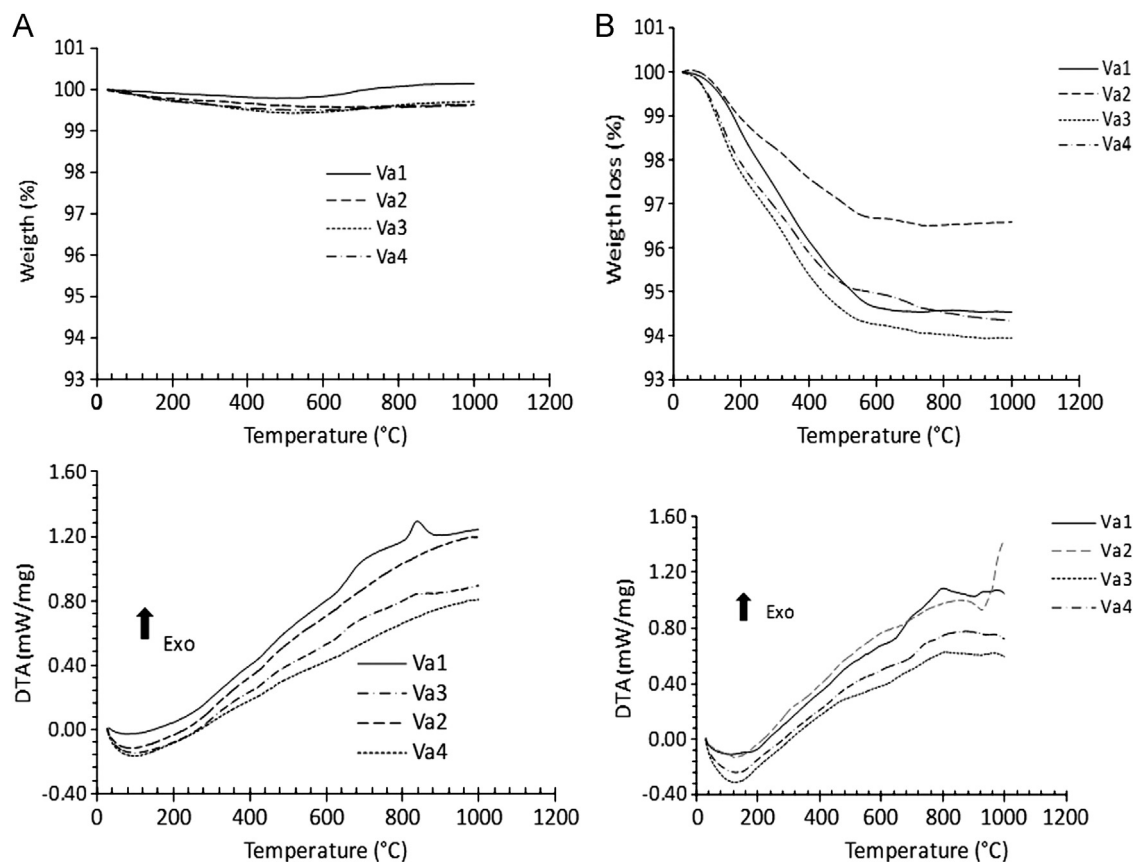 A
101
100
99
98
97
96
95
94
93
Weigth (%)
Va1
Va2
Va3
Va4
0 200 400 600 800 1000 1200
Temperature (°C)
B
101
100
99
98
97
96
95
94
93
Weigth loss (%)
Va1
Va2
Va3
Va4
0 200 400 600 800 1000 1200
Temperature (°C)
1.60
1.20
0.80
0.40
0.00
-0.40
DTA (mW/mg)
Exo
Va1
Va3
Va2
Va4
0 200 400 600 800 1000 1200
Temperature (°C)
1.60
1.20
0.80
0.40
0.00
-0.40
DTA (mW/mg)
Exo
Va1
Va2
Va3
Va4
0 200 400 600 800 1000 1200
Temperature (°C)